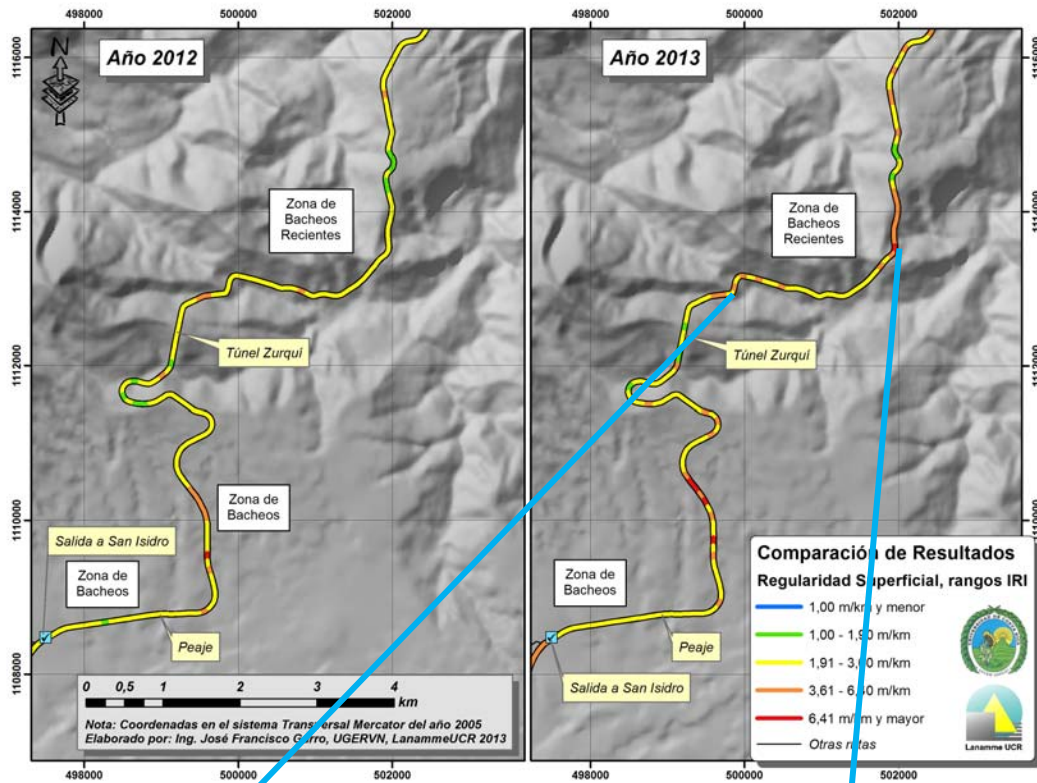 498000 500000 502000
498000 500000 502000
1116000
1114000
1112000
1110000
1108000
N
Año 2012
Zona de
Bacheos
Recientes
Túnel Zurquí
Zona de
Bacheos
Salida a San Isidro
Zona de
Bacheos
Peaje
0 0,5 1 2 3 4
km
Nota: Coordenadas en el sistema Transversal Mercator del año 2005
Elaborado por: Ing. José Francisco Garro, UGERVN, LanammeUCR 2013
Año 2013
Zona de
Bacheos
Recientes
Túnel Zurquí
Zona de
Bacheos
Peaje
Salida a San Isidro
1116000
1114000
1112000
1110000
Comparación de Resultados
Regularidad Superficial, rangos IRI
1,00 m/km y menor
1,00 - 1,90 m/km
1,91 - 3,60 m/km
3,61 - 6,40 m/km
6,41 m/km y mayor
Otras rutas
Lanamme UCR
498000 500000 502000
498000 500000